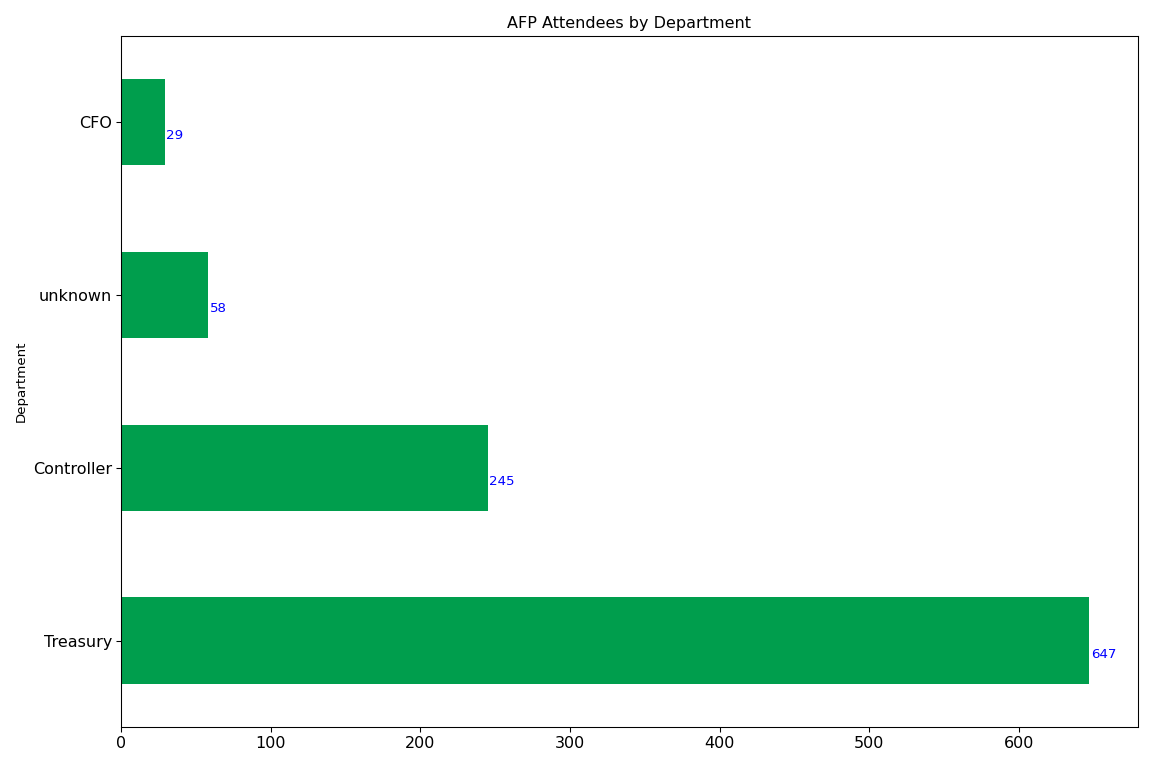 AFP Attendees by Department
CFO
29
unknown
58
Department
Controller
245
Treasury
647
0 100 200 300 400 500 600